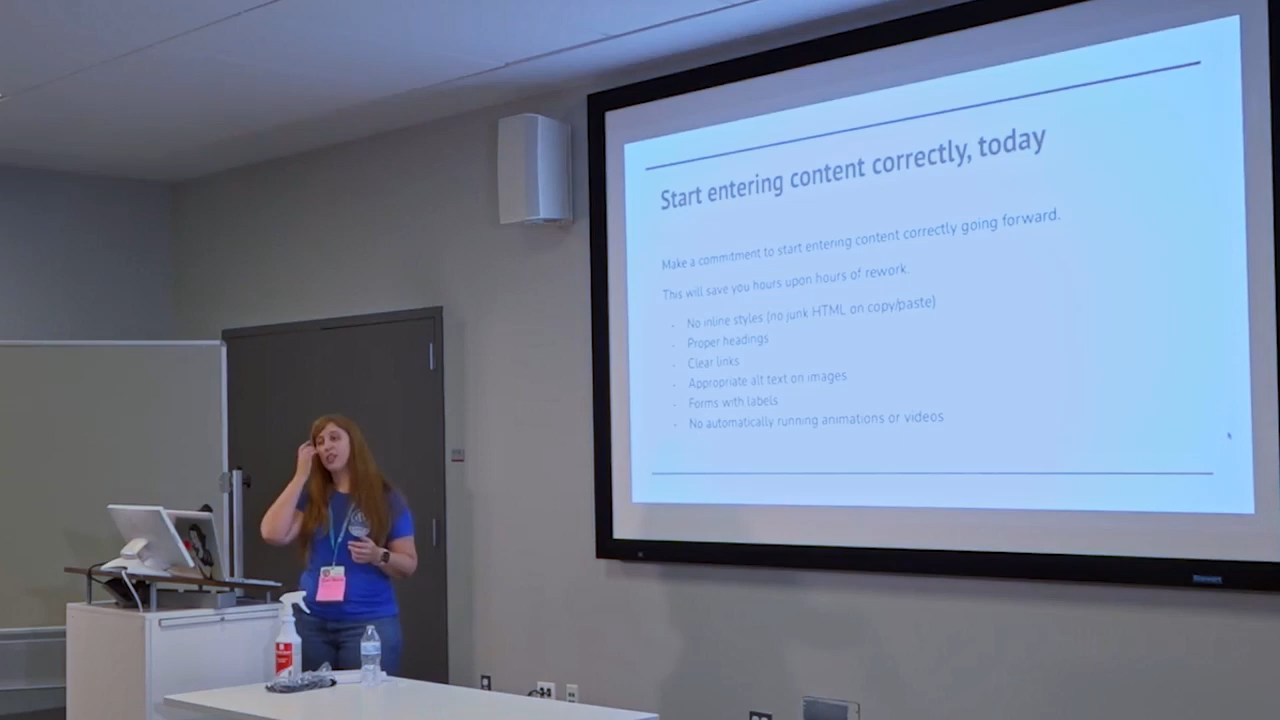 Start entering content correctly, today
Make a commitment to start entering content correctly going forward.
This will save you hours upon hours of rework.
- No inline styles (no junk HTML on copy/paste)
- Proper headings
- Clear links
- Appropriate alt text on images
- Forms with labels
- No automatically running animations or videos
Stewart